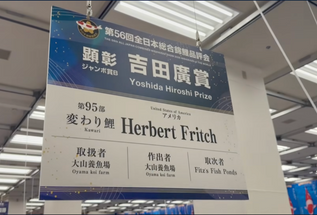 第56回全日本総合錦鯉品評会
顕彰 吉田廣賞
ジャンボ賞
Yoshida Hiroshi Prize
第95部
変わり鯉
Kawari
United States of America
アメリカ
Herbert Fritch
取扱者
大山養魚場
Oyama koi farm
作出者
大山養魚場
Oyama koi farm
取次者
Fitz's Fish Ponds